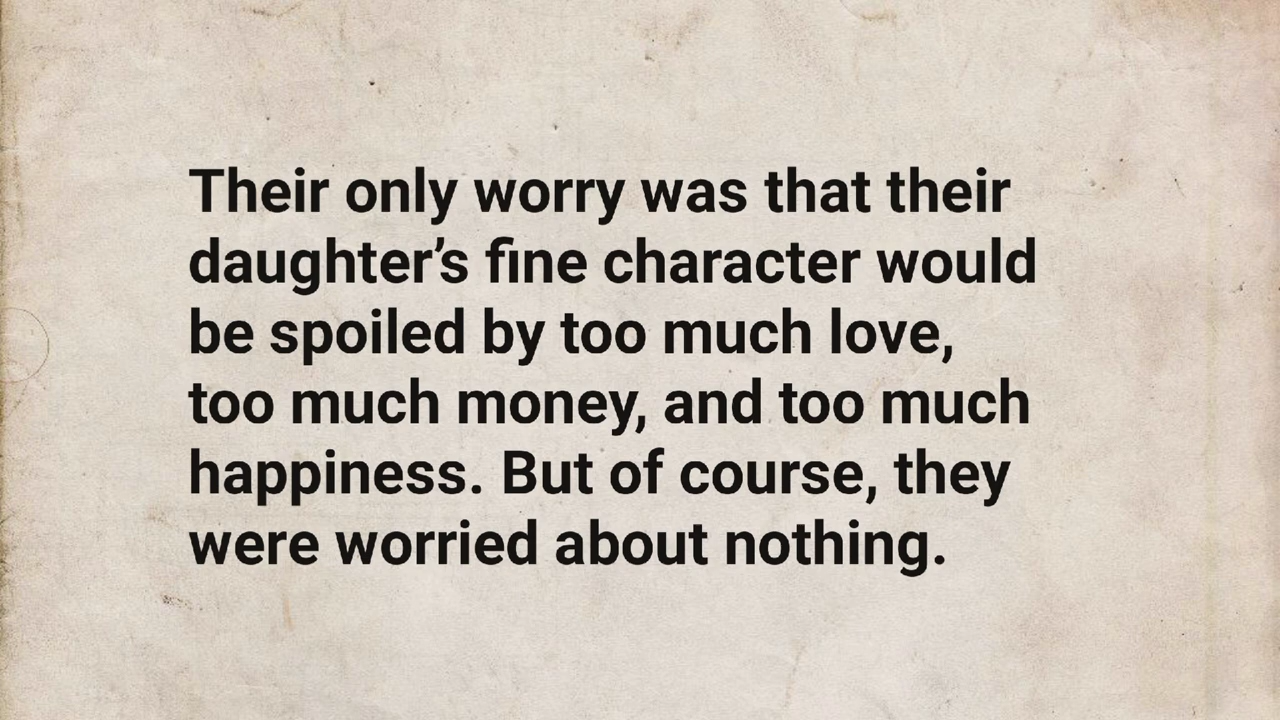 Their only worry was that their
daughter’s fine character would
be spoiled by too much love,
too much money, and too much
happiness. But of course, they
were worried about nothing.